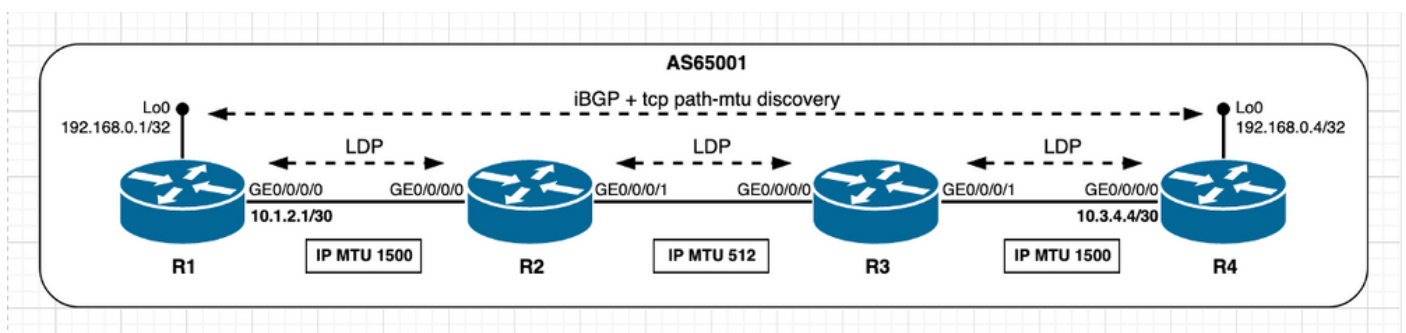 AS65001
iBGP + tcp path-mtu discovery
Lo0
192.168.0.1/32
Lo0
192.168.0.4/32
LDP
LDP
LDP
GE0/0/0/0
GE0/0/0/0
GE0/0/0/1
GE0/0/0/0
GE0/0/0/1
GE0/0/0/0
10.1.2.1/30
10.3.4.4/30
IP MTU 1500
IP MTU 512
IP MTU 1500
R1
R2
R3
R4